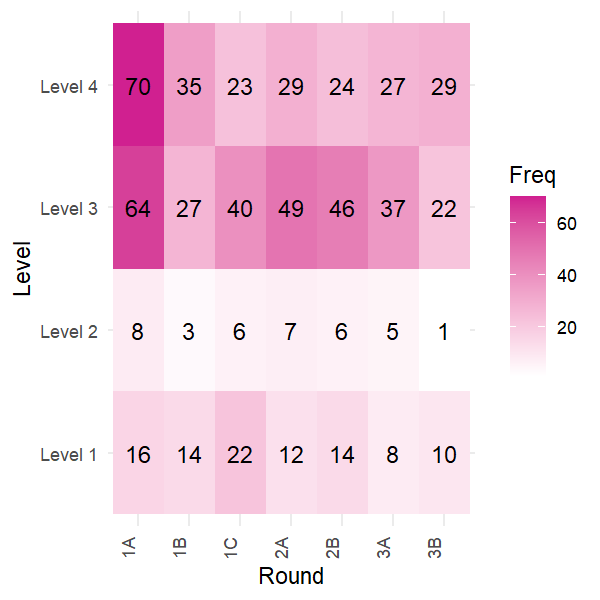 Level 4 70 35 23 29 24 27 29
Level 3 64 27 40 49 46 37 22
Level 2 8 3 6 7 6 5 1
Level 1 16 14 22 12 14 8 10
1A 1B 1C 2A 2B 3A 3B
Round
Level
Freq
60
40
20